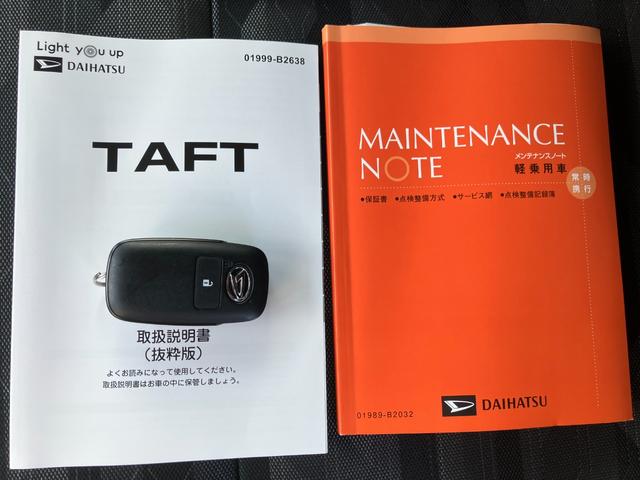 Light you up
DAIHATSU
01999-B2638
TAFT
取扱説明書
（抜粋版）
よくお読みになって使用してください。
取扱説明書はお車の中に保管しましょう。
MAINTENANCE
NOTE
メンテナンスノート
軽乗用車
常時
携行
●保証書 ●点検整備方式 ●サービス網 ●点検整備記録簿
01989-B2032
DAIHATSU